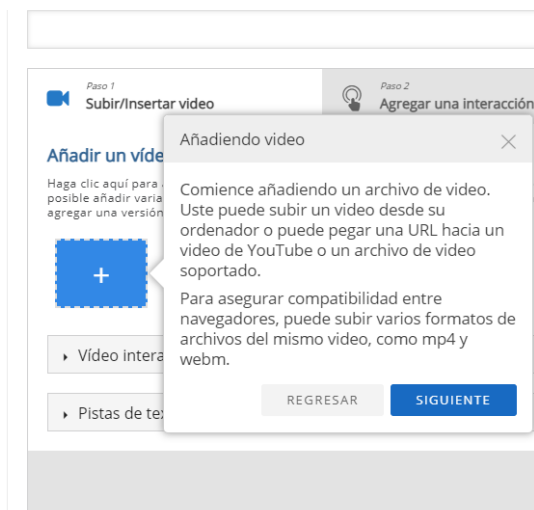 Paso 1
Subir/Insertar video
Paso 2
Agregar una interacción
Añadir un víde
Haga clic aquí para
posible añadir varia
agregar una versión
+
Añadiendo video
Comience añadiendo un archivo de video.
Uste puede subir un video desde su
ordenador o puede pegar una URL hacia un
video de YouTube o un archivo de video
soportado.
Para asegurar compatibilidad entre
navegadores, puede subir varios formatos de
archivos del mismo video, como mp4 y
webm.
REGRESAR
SIGUIENTE
Vídeo intera
Pistas de te